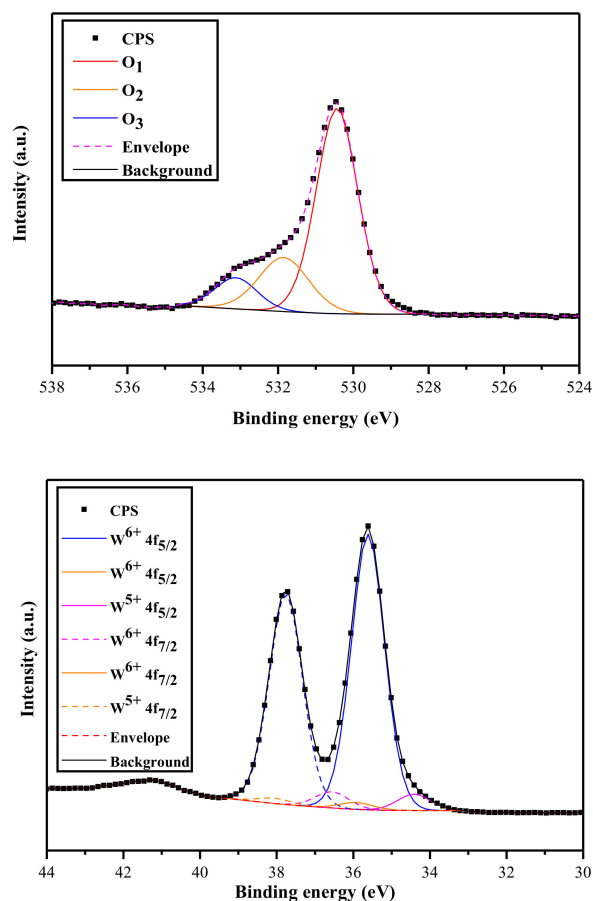 CPS
O1
O2
O3
Envelope
Background
Intensity (a.u.)
538 536 534 532 530 528 526 524
Binding energy (eV)
CPS
W6+ 4f5/2
W6+ 4f5/2
W5+ 4f5/2
W6+ 4f7/2
W6+ 4f7/2
W5+ 4f7/2
Envelope
Background
Intensity (a.u.)
44 42 40 38 36 34 32 30
Binding energy (eV)